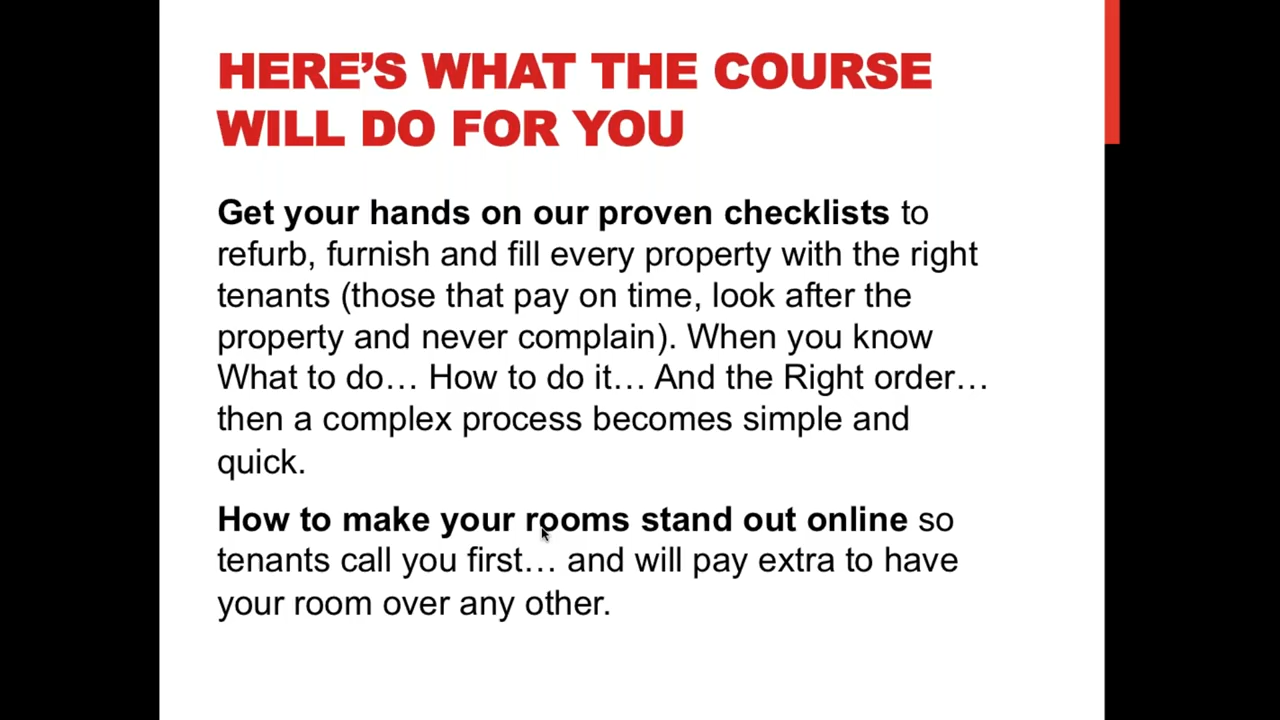 HERE’S WHAT THE COURSE
WILL DO FOR YOU
Get your hands on our proven checklists to
refurb, furnish and fill every property with the right
tenants (those that pay on time, look after the
property and never complain). When you know
What to do… How to do it… And the Right order…
then a complex process becomes simple and
quick.
How to make your rooms stand out online so
tenants call you first… and will pay extra to have
your room over any other.